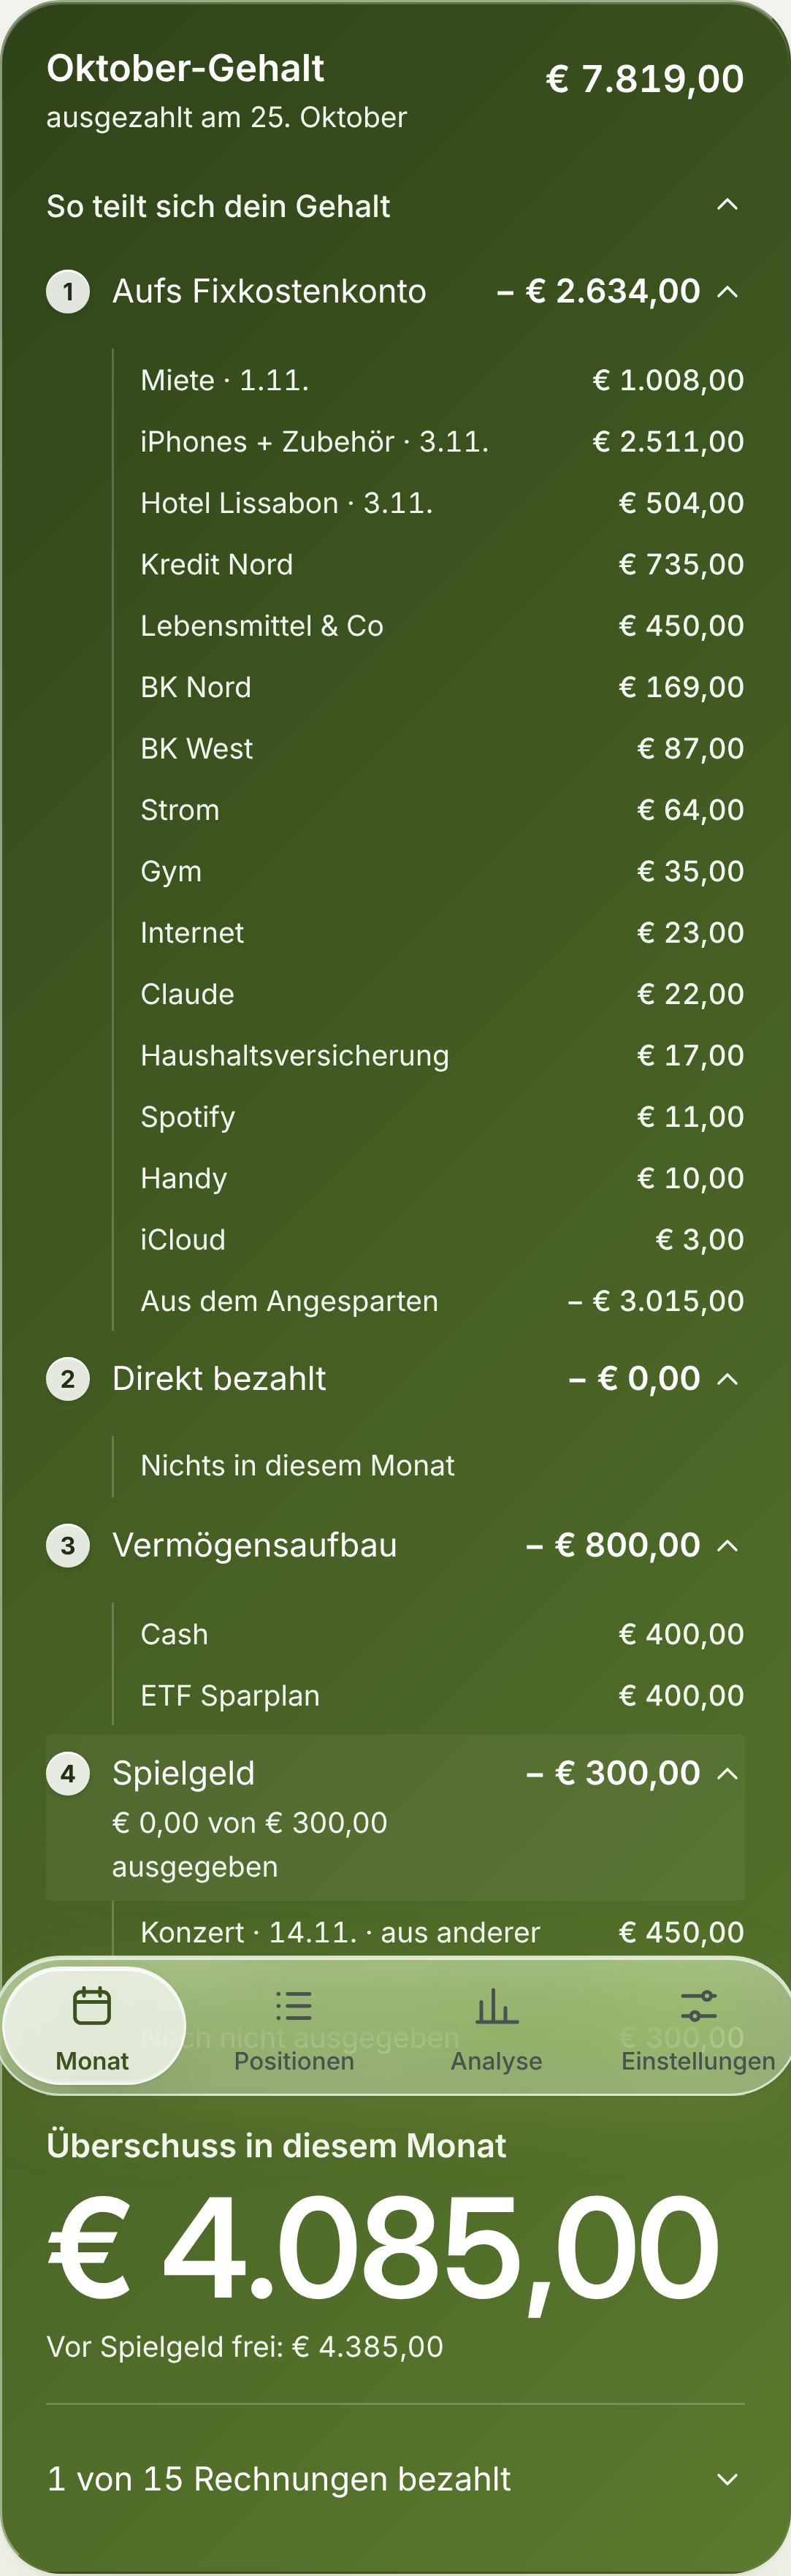 Oktober-Gehalt
€ 7.819,00
ausgezahlt am 25. Oktober
So teilt sich dein Gehalt
1 Aufs Fixkostenkonto – € 2.634,00
Miete · 1.11. € 1.008,00
iPhones + Zubehör · 3.11. € 2.511,00
Hotel Lissabon · 3.11. € 504,00
Kredit Nord € 735,00
Lebensmittel & Co € 450,00
BK Nord € 169,00
BK West € 87,00
Strom € 64,00
Gym € 35,00
Internet € 23,00
Claude € 22,00
Haushaltsversicherung € 17,00
Spotify € 11,00
Handy € 10,00
iCloud € 3,00
Aus dem Angesparten – € 3.015,00
2 Direkt bezahlt – € 0,00
Nichts in diesem Monat
3 Vermögensaufbau – € 800,00
Cash € 400,00
ETF Sparplan € 400,00
4 Spielgeld – € 300,00
€ 0,00 von € 300,00
ausgegeben
Konzert · 14.11. · aus anderer € 450,00
Noch nicht ausgegeben € 300,00
Monat Positionen Analyse Einstellungen
Überschuss in diesem Monat
€ 4.085,00
Vor Spielgeld frei: € 4.385,00
1 von 15 Rechnungen bezahlt